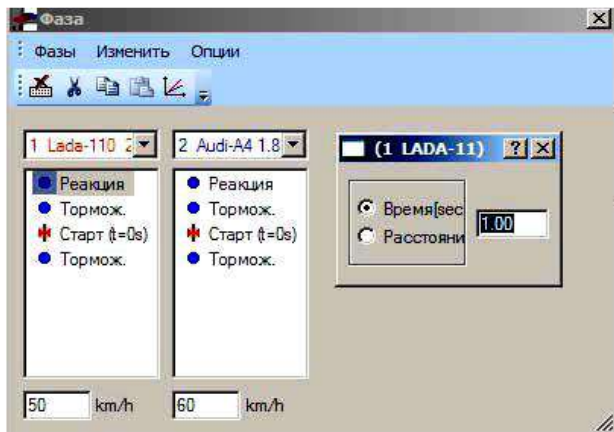 Фаза
Фазы Изменить Опции
1 Lada-110 2
2 Audi-A4 1.8
(1 LADA-11)
Реакция
Тормож.
Старт (t=0s)
Тормож.
Реакция
Тормож.
Старт (t=0s)
Тормож.
Время[sec
Расстояни
1.00
50 km/h
60 km/h